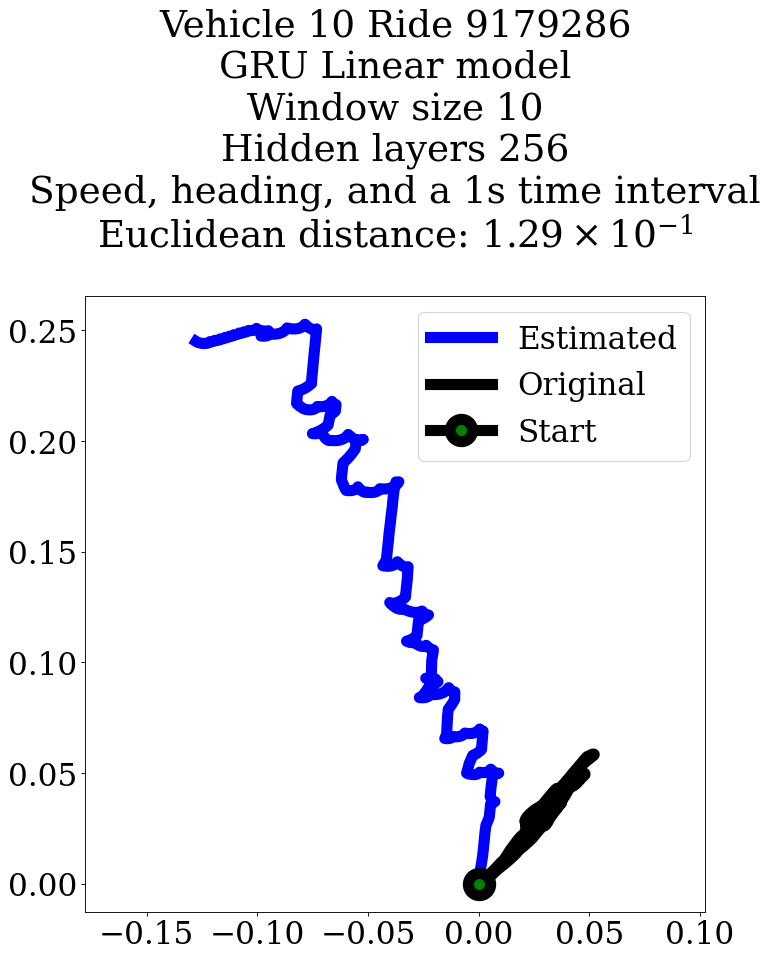 Vehicle 10 Ride 9179286
GRU Linear model
Window size 10
Hidden layers 256
Speed, heading, and a 1s time interval
Euclidean distance: 1.29 × 10⁻¹
Estimated
Original
Start
0.25
0.20
0.15
0.10
0.05
0.00
−0.15 −0.10 −0.05 0.00 0.05 0.10